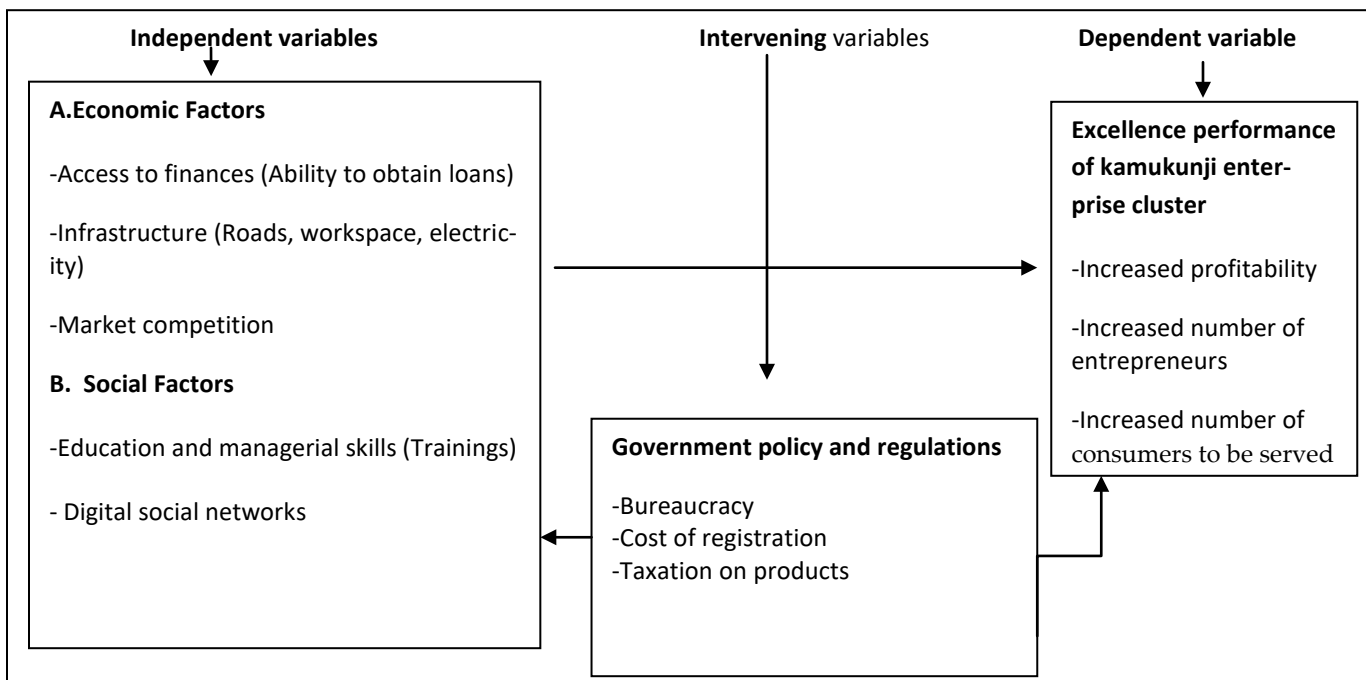 Independent variables
Intervening variables
Dependent variable
A.Economic Factors
-Access to finances (Ability to obtain loans)
-Infrastructure (Roads, workspace, electric-
ity)
-Market competition
B. Social Factors
-Education and managerial skills (Trainings)
- Digital social networks
Government policy and regulations
-Bureaucracy
-Cost of registration
-Taxation on products
Excellence performance
of kamukunji enter-
prise cluster
-Increased profitability
-Increased number of
entrepreneurs
-Increased number of
consumers to be served